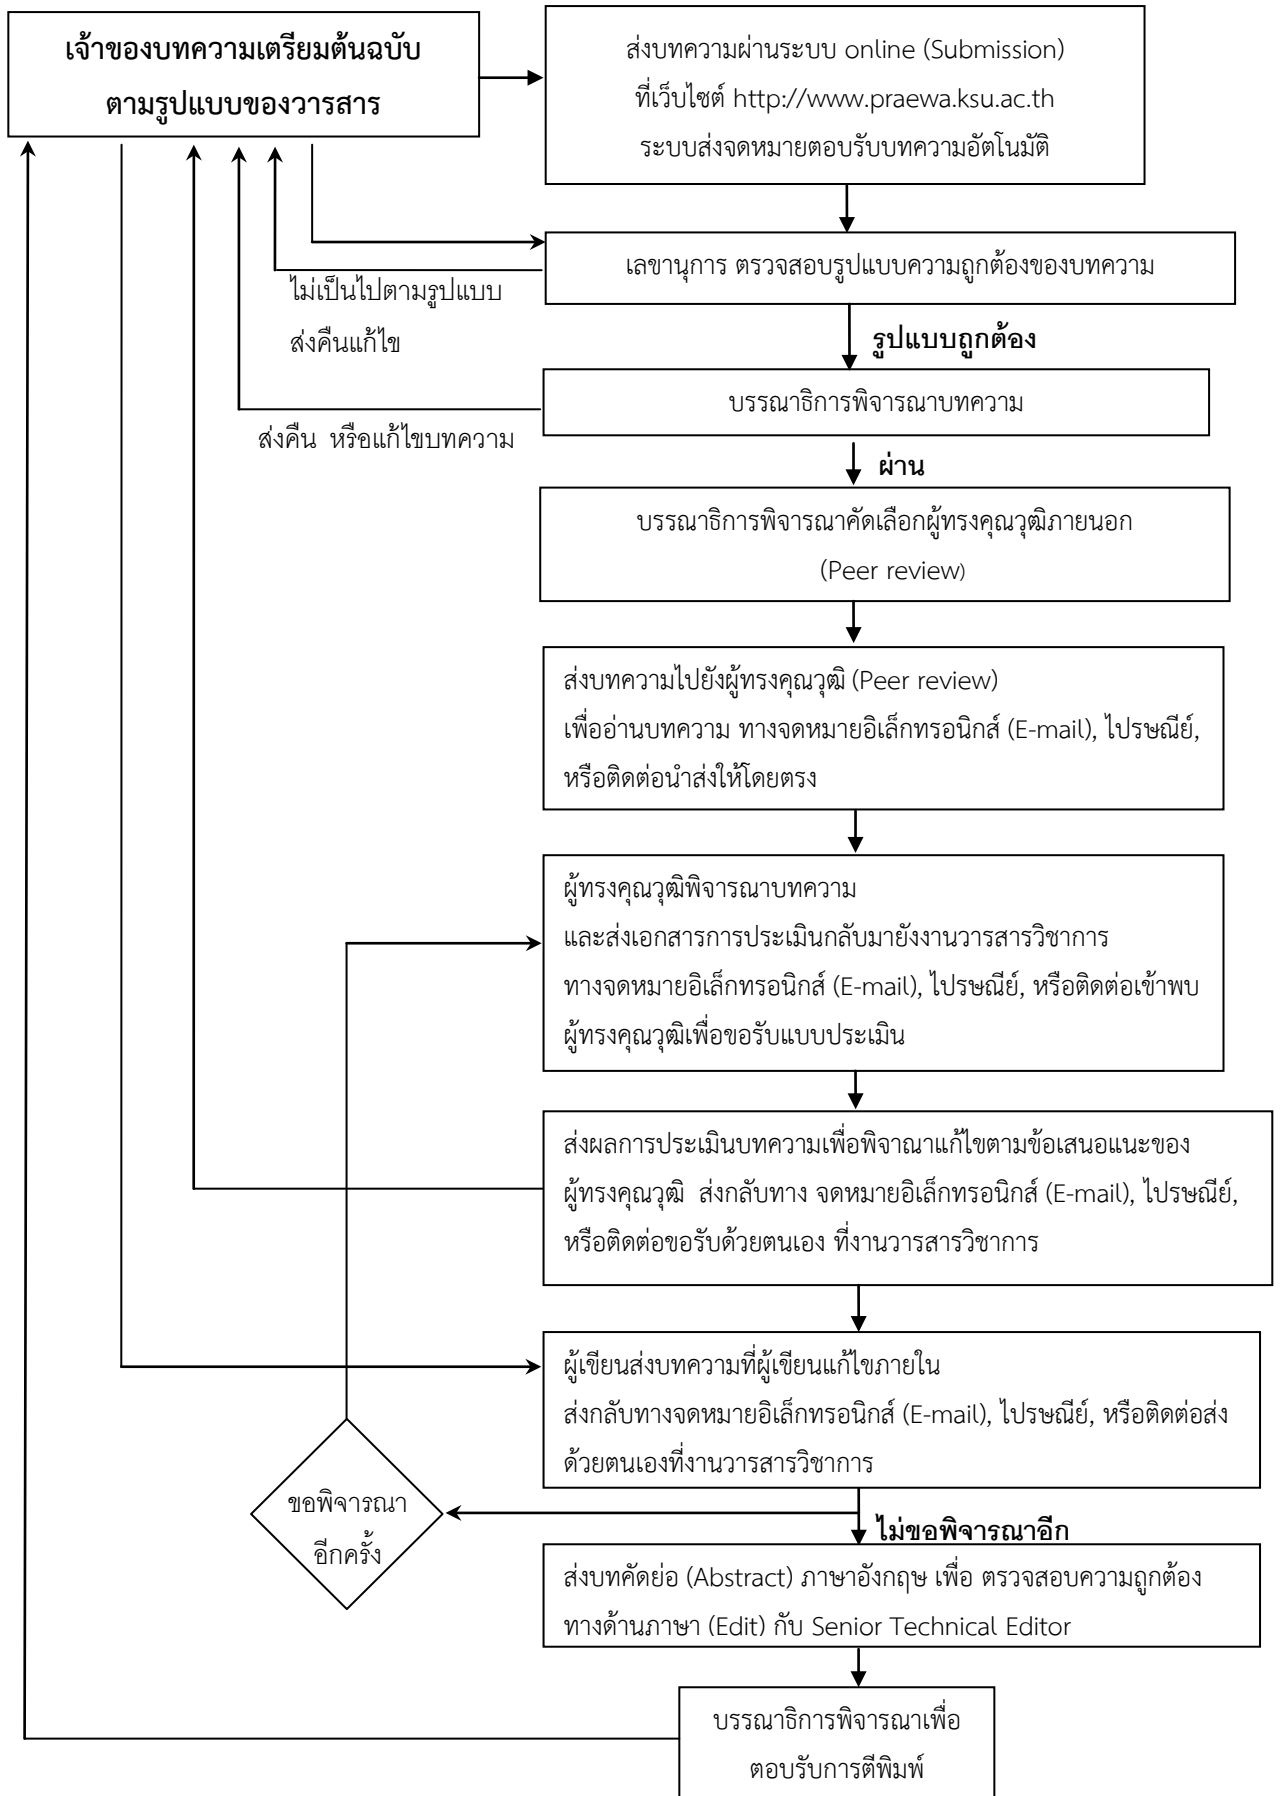 เจ้าของบทความเตรียมต้นฉบับ
ตามรูปแบบของวารสาร
ส่งบทความผ่านระบบ online (Submission)
ที่เว็บไซต์ http://www.praewa.ksu.ac.th
ระบบส่งจดหมายตอบรับบทความอัตโนมัติ
เลขานุการ ตรวจสอบรูปแบบความถูกต้องของบทความ
ไม่เป็นไปตามรูปแบบ
ส่งคืนแก้ไข
รูปแบบถูกต้อง
บรรณาธิการพิจารณาบทความ
ส่งคืน หรือแก้ไขบทความ
ผ่าน
บรรณาธิการพิจารณาคัดเลือกผู้ทรงคุณวุฒิภายนอก
(Peer review)
ส่งบทความไปยังผู้ทรงคุณวุฒิ (Peer review)
เพื่ออ่านบทความ ทางจดหมายอิเล็กทรอนิกส์ (E-mail), ไปรษณีย์,
หรือติดต่อนำส่งให้โดยตรง
ผู้ทรงคุณวุฒิพิจารณาบทความ
และส่งเอกสารการประเมินกลับมายังงานวารสารวิชาการ
ทางจดหมายอิเล็กทรอนิกส์ (E-mail), ไปรษณีย์, หรือติดต่อเข้าพบ
ผู้ทรงคุณวุฒิเพื่อขอรับแบบประเมิน
ส่งผลการประเมินบทความเพื่อพิจาณาแก้ไขตามข้อเสนอแนะของ
ผู้ทรงคุณวุฒิ ส่งกลับทาง จดหมายอิเล็กทรอนิกส์ (E-mail), ไปรษณีย์,
หรือติดต่อขอรับด้วยตนเอง ที่งานวารสารวิชาการ
ผู้เขียนส่งบทความที่ผู้เขียนแก้ไขภายใน
ส่งกลับทางจดหมายอิเล็กทรอนิกส์ (E-mail), ไปรษณีย์, หรือติดต่อส่ง
ด้วยตนเองที่งานวารสารวิชาการ
ขอพิจารณา
อีกครั้ง
ไม่ขอพิจารณาอีก
ส่งบทคัดย่อ (Abstract) ภาษาอังกฤษ เพื่อ ตรวจสอบความถูกต้อง
ทางด้านภาษา (Edit) กับ Senior Technical Editor
บรรณาธิการพิจารณาเพื่อ
ตอบรับการตีพิมพ์